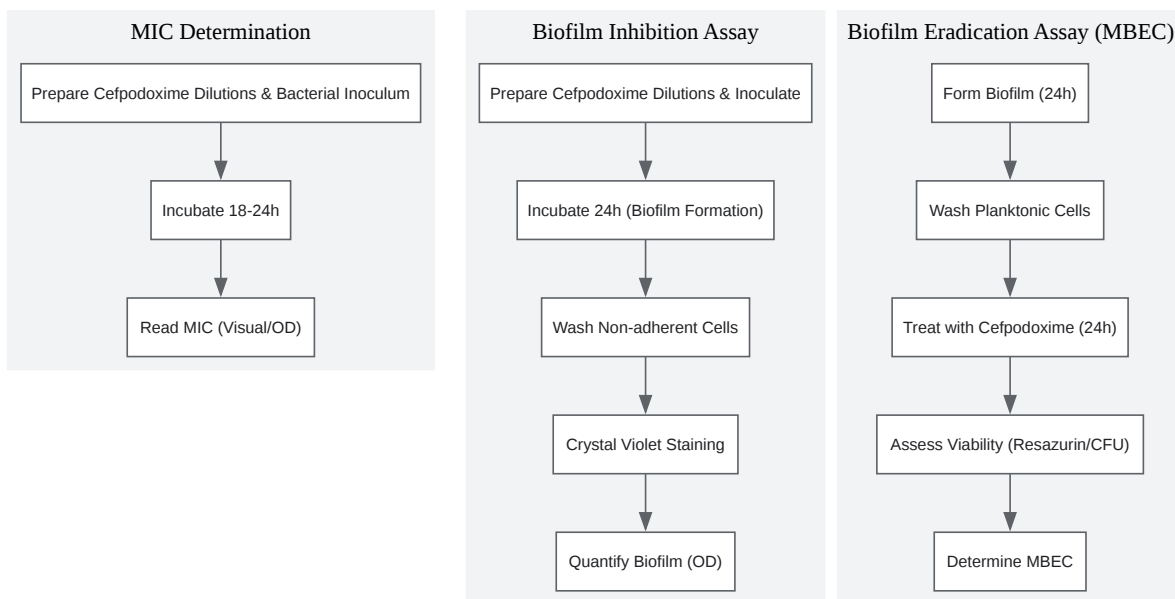 MIC Determination
Prepare Cefpodoxime Dilutions & Bacterial Inoculum
Incubate 18-24h
Read MIC (Visual/OD)
Biofilm Inhibition Assay
Prepare Cefpodoxime Dilutions & Inoculate
Incubate 24h (Biofilm Formation)
Wash Non-adherent Cells
Crystal Violet Staining
Quantify Biofilm (OD)
Biofilm Eradication Assay (MBEC)
Form Biofilm (24h)
Wash Planktonic Cells
Treat with Cefpodoxime (24h)
Assess Viability (Resazurin/CFU)
Determine MBEC